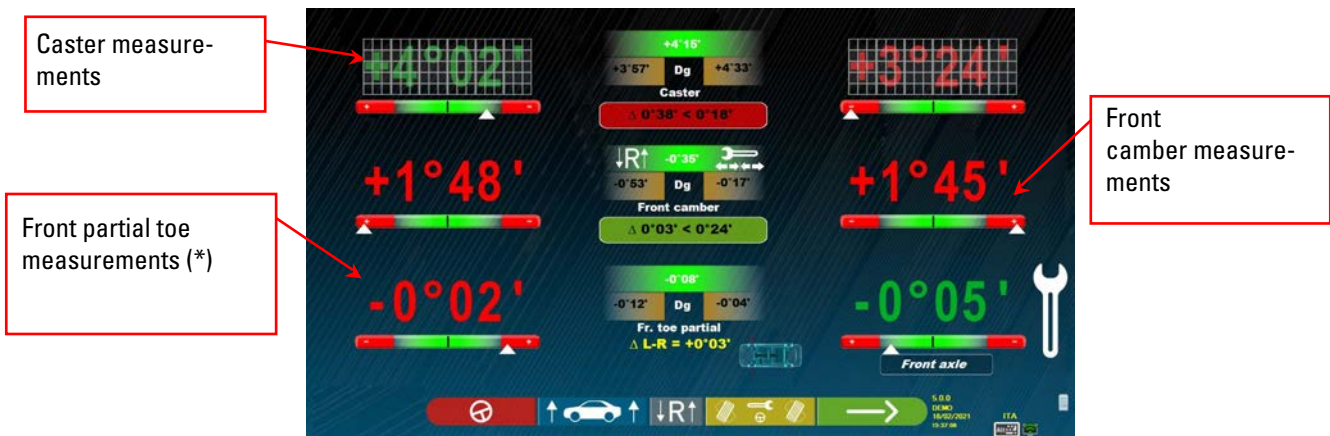 Caster measure-
ments
+4°02'
+4°15'
+3°57' Dg +4°33'
Caster
Δ 0°38' < 0°18'
+3°24'
Front
camber measure-
ments
+1°48'
↓R↑ -0°35'
-0°53' Dg -0°17'
Front camber
Δ 0°03' < 0°24'
+1°45'
Front partial toe
measurements (*)
-0°02'
-0°08'
-0°12' Dg -0°04'
Fr. toe partial
Δ L-R = +0°03'
-0°05'
Front axle
↓R↑
5.0.0
DEMO
18/02/2021
ITA